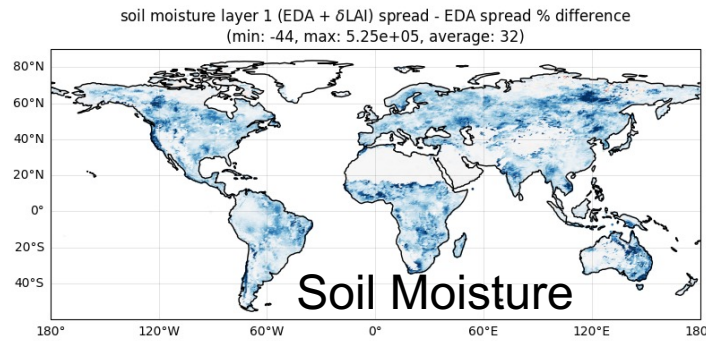 soil moisture layer 1 (EDA + δLAI) spread - EDA spread % difference
(min: -44, max: 5.25e+05, average: 32)
80°N
60°N
40°N
20°N
0°
20°S
40°S
Soil Moisture
180° 120°W 60°W 0° 60°E 120°E 180